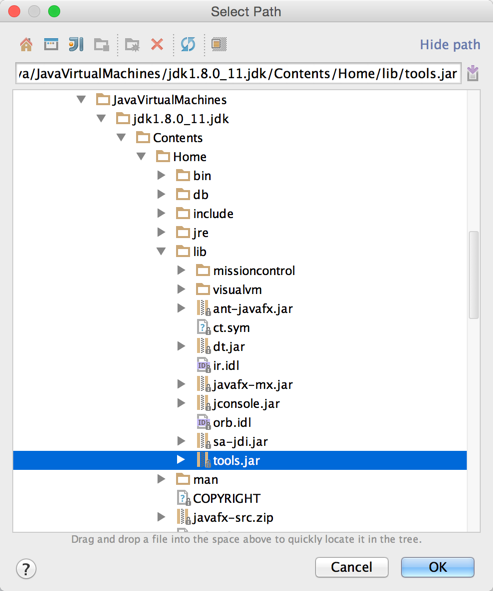 Select Path
Hide path
/a/JavaVirtualMachines/jdk1.8.0_11.jdk/Contents/Home/lib/tools.jar
JavaVirtualMachines
jdk1.8.0_11.jdk
Contents
Home
bin
db
include
jre
lib
missioncontrol
visualvm
ant-javafx.jar
ct.sym
dt.jar
ir.idl
javafx-mx.jar
jconsole.jar
orb.idl
sa-jdi.jar
tools.jar
man
COPYRIGHT
javafx-src.zip
Drag and drop a file into the space above to quickly locate it in the tree.
?
Cancel
OK